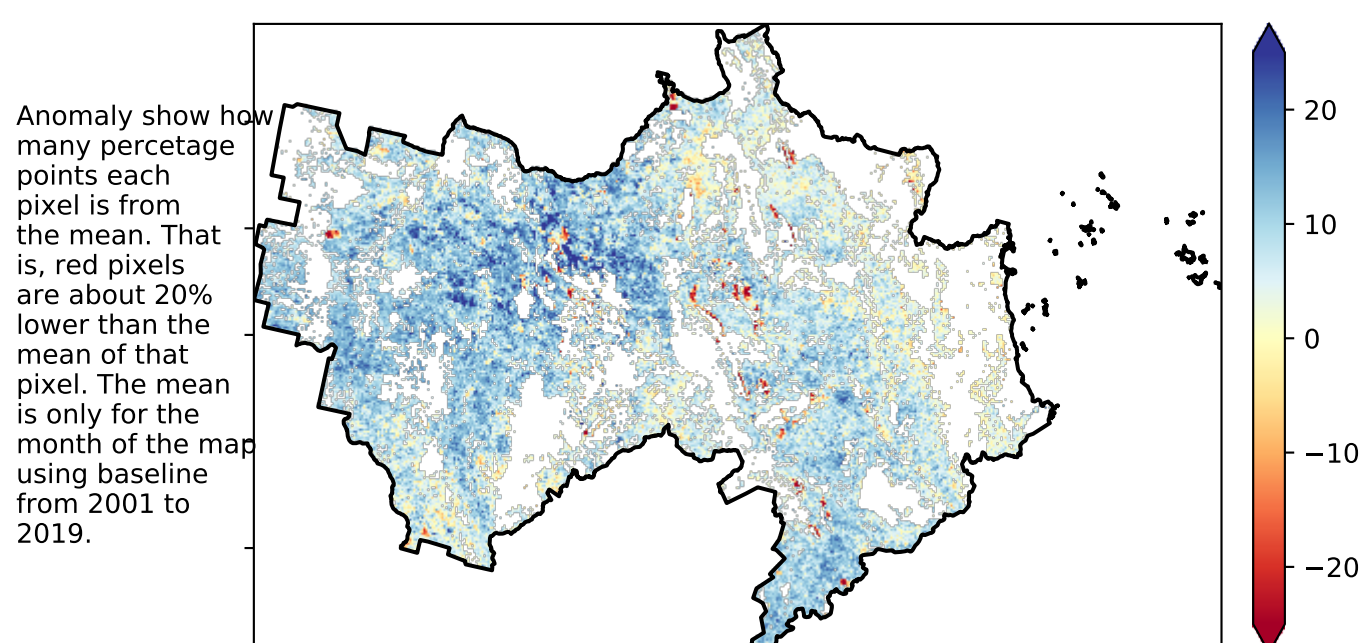 Anomaly show how
many percetage
points each
pixel is from
the mean. That
is, red pixels
are about 20%
lower than the
mean of that
pixel. The mean
is only for the
month of the map
using baseline
from 2001 to
2019.
20
10
0
−10
−20